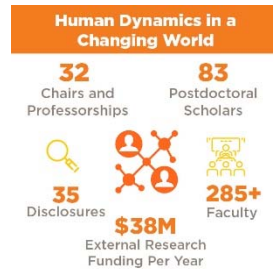 Human Dynamics in a
Changing World
32
Chairs and
Professorships
83
Postdoctoral
Scholars
35
Disclosures
285+
Faculty
$38M
External Research
Funding Per Year